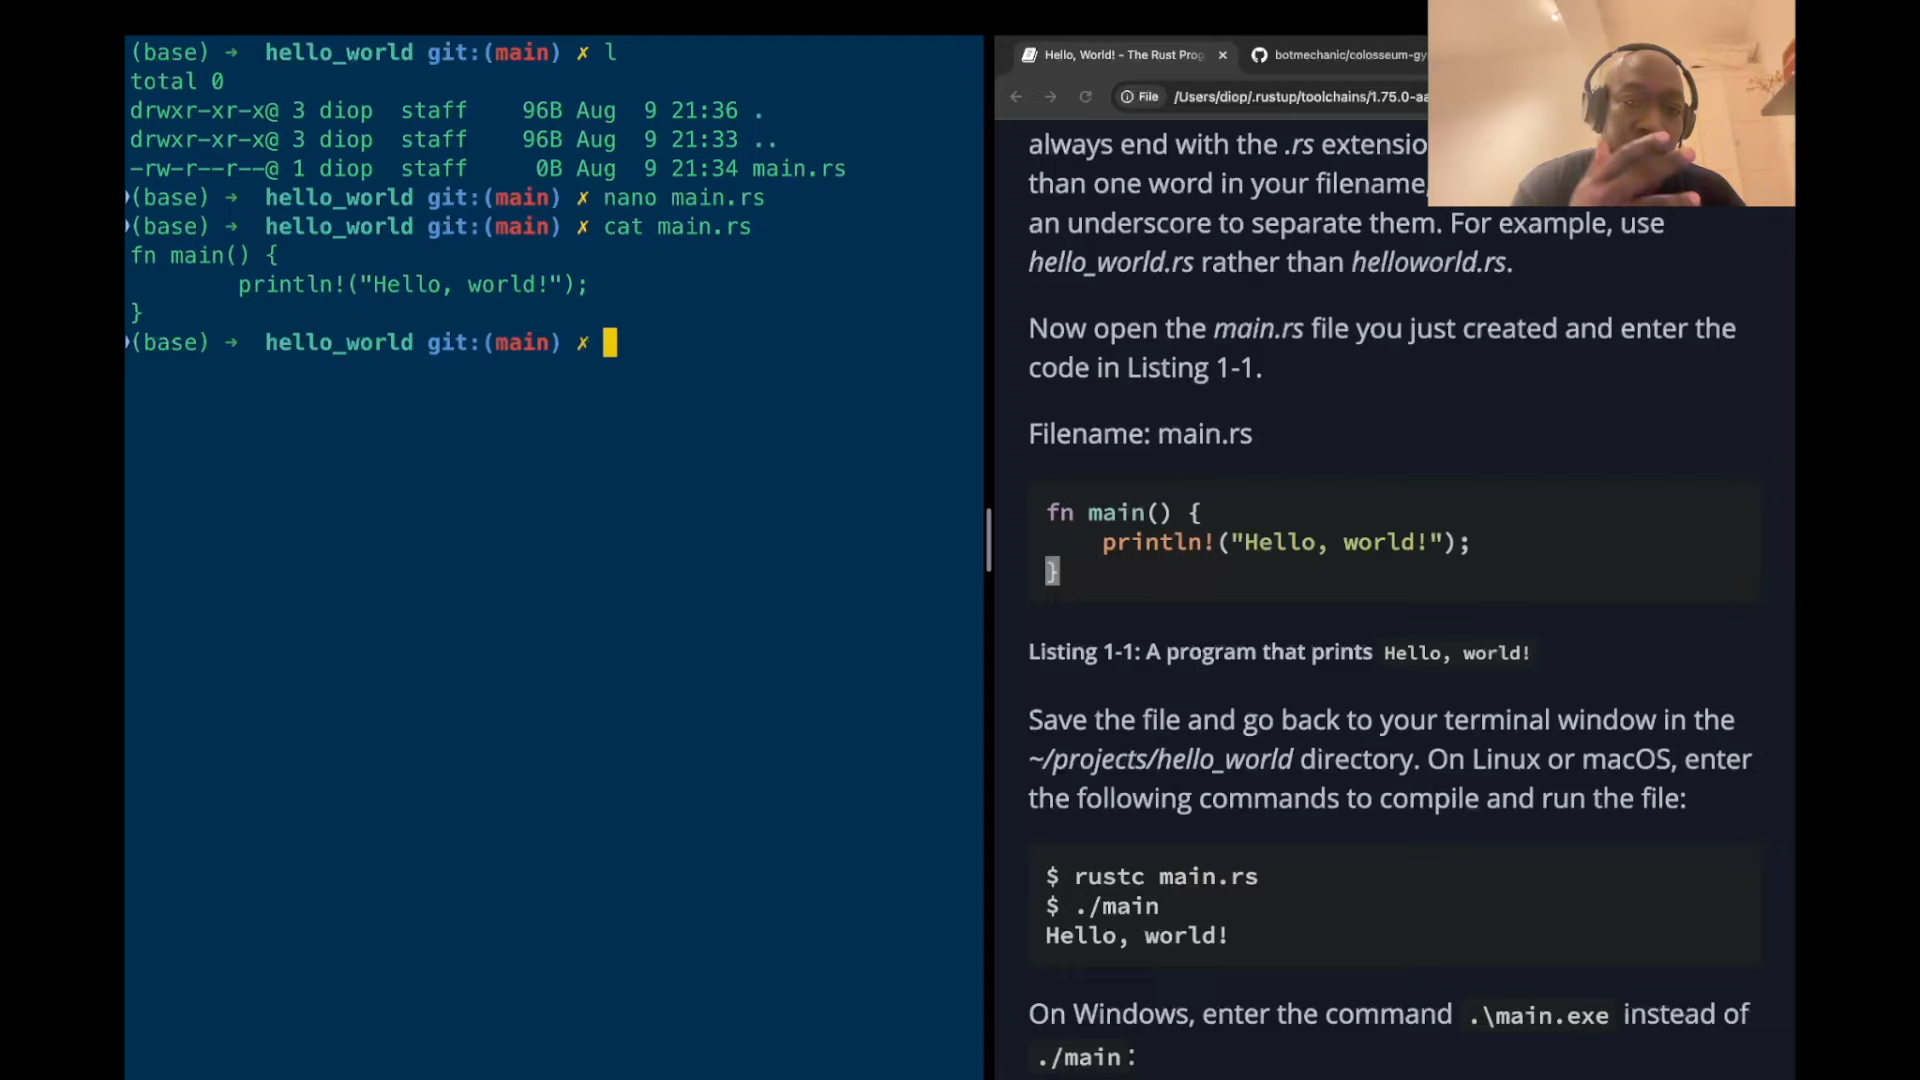 (base) → hello_world git:(main) ✗ l
total 0
drwxr-xr-x@ 3 diop staff 96B Aug 9 21:36 .
drwxr-xr-x@ 3 diop staff 96B Aug 9 21:33 ..
-rw-r--r--@ 1 diop staff 0B Aug 9 21:34 main.rs
(base) → hello_world git:(main) ✗ nano main.rs
(base) → hello_world git:(main) ✗ cat main.rs
fn main() {
println!("Hello, world!");
}
(base) → hello_world git:(main) ✗
Hello, World! - The Rust Prog
botmechanic/colosseum-gy
File /Users/diop/.rustup/toolchains/1.75.0-aa
always end with the .rs extensio
than one word in your filename,
an underscore to separate them. For example, use
hello_world.rs rather than helloworld.rs.
Now open the main.rs file you just created and enter the
code in Listing 1-1.
Filename: main.rs
fn main() {
println!("Hello, world!");
}
Listing 1-1: A program that prints Hello, world!
Save the file and go back to your terminal window in the
~/projects/hello_world directory. On Linux or macOS, enter
the following commands to compile and run the file:
$ rustc main.rs
$ ./main
Hello, world!
On Windows, enter the command .\main.exe instead of
./main: